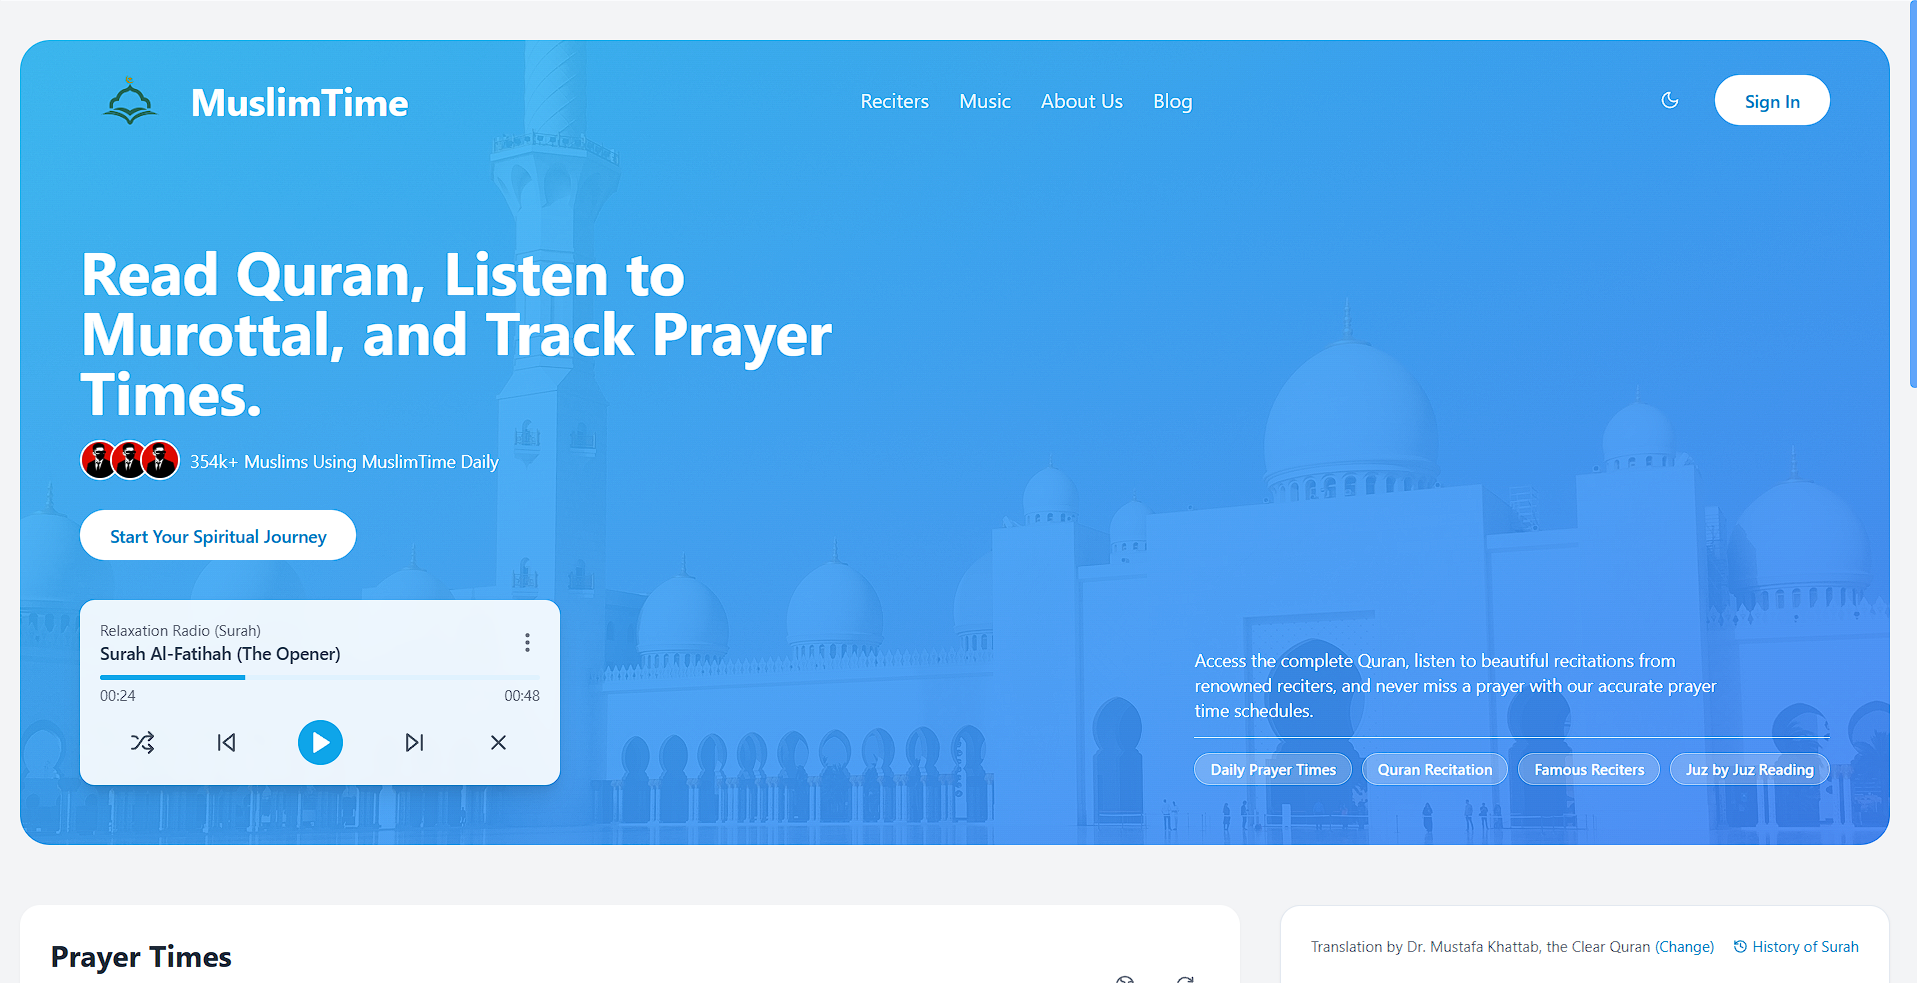 MuslimTime
Reciters
Music
About Us
Blog
Sign In
Read Quran, Listen to
Murottal, and Track Prayer
Times.
354k+ Muslims Using MuslimTime Daily
Start Your Spiritual Journey
Relaxation Radio (Surah)
Surah Al-Fatihah (The Opener)
00:24
00:48
Access the complete Quran, listen to beautiful recitations from
renowned reciters, and never miss a prayer with our accurate prayer
time schedules.
Daily Prayer Times
Quran Recitation
Famous Reciters
Juz by Juz Reading
Prayer Times
Translation by Dr. Mustafa Khattab, the Clear Quran (Change)
History of Surah